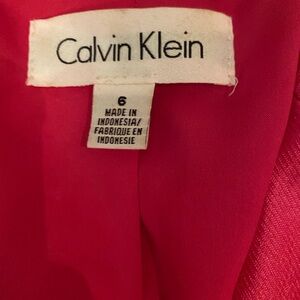 Calvin Klein
6
MADE IN
INDONESIA/
FABRIQUE EN
INDONESIE